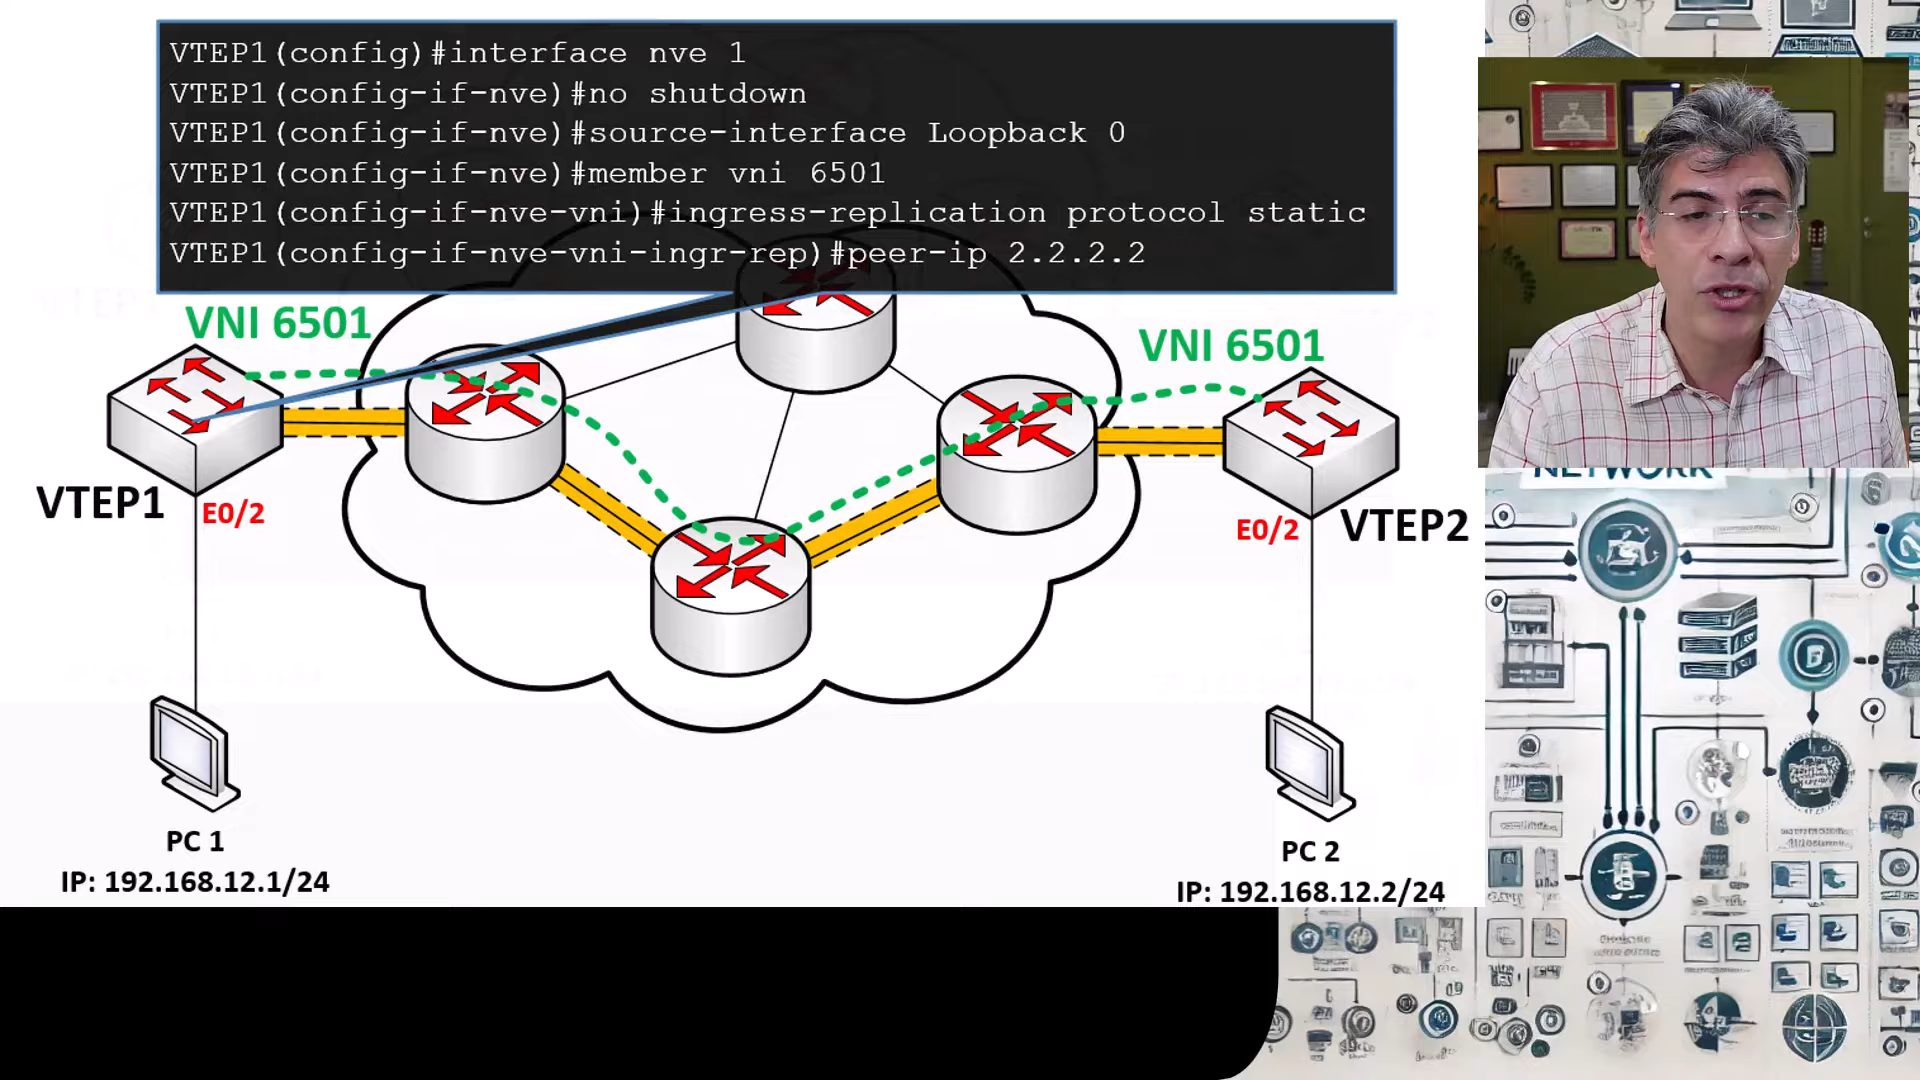 VTEP1(config)#interface nve 1
VTEP1(config-if-nve)#no shutdown
VTEP1(config-if-nve)#source-interface Loopback 0
VTEP1(config-if-nve)#member vni 6501
VTEP1(config-if-nve-vni)#ingress-replication protocol static
VTEP1(config-if-nve-vni-ingr-rep)#peer-ip 2.2.2.2
VNI 6501
VNI 6501
VTEP1
E0/2
E0/2
VTEP2
PC 1
IP: 192.168.12.1/24
PC 2
IP: 192.168.12.2/24
NETWORK